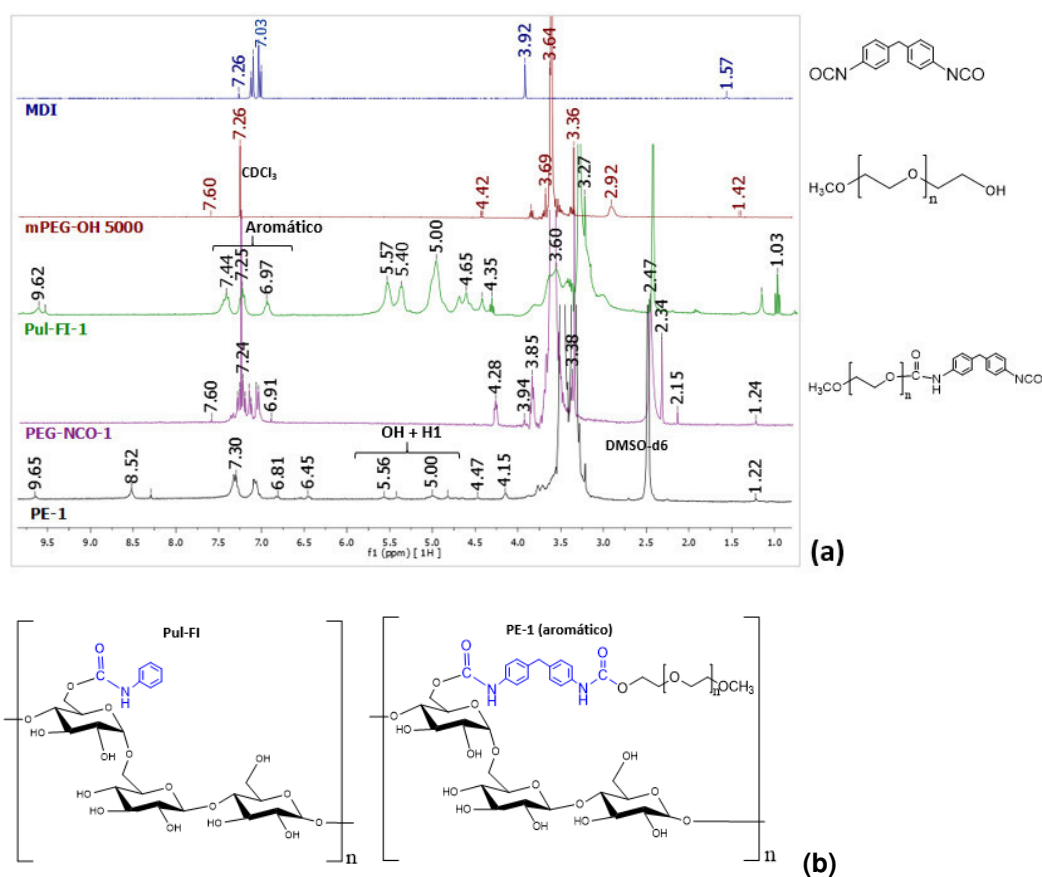 7.26
7.03
3.92
1.57
MDI
OCN
NCO
7.60
7.26
CDCl₃
4.42
3.69
3.64
3.36
2.92
1.42
mPEG-OH 5000
H₃CO
O
n
OH
Aromático
9.62
7.44
7.25
6.97
5.57
5.40
5.00
4.65
4.35
3.60
3.27
2.47
1.03
Pul-FI-1
7.60
7.24
6.91
4.28
3.94
3.85
3.38
2.34
2.15
1.24
PEG-NCO-1
H₃CO
O
n
O
N
H
NCO
OH + H1
DMSO-d6
9.65
8.52
7.30
6.81
6.45
5.56
5.00
4.47
4.15
1.22
PE-1
9.5 9.0 8.5 8.0 7.5 7.0 6.5 6.0 5.5 5.0 4.5 4.0 3.5 3.0 2.5 2.0 1.5 1.0
f1 (ppm) [ 1H ]
(a)
Pul-FI
O
C
O
N
H
O
O
HO
OH
O
HO
HO
OH
O
O
OH
O
HO
OH
O
n
PE-1 (aromático)
O
C
O
N
H
O
C
N
H
O
O
n
OCH₃
O
O
HO
OH
O
HO
HO
OH
O
O
HO
O
HO
OH
O
n
(b)